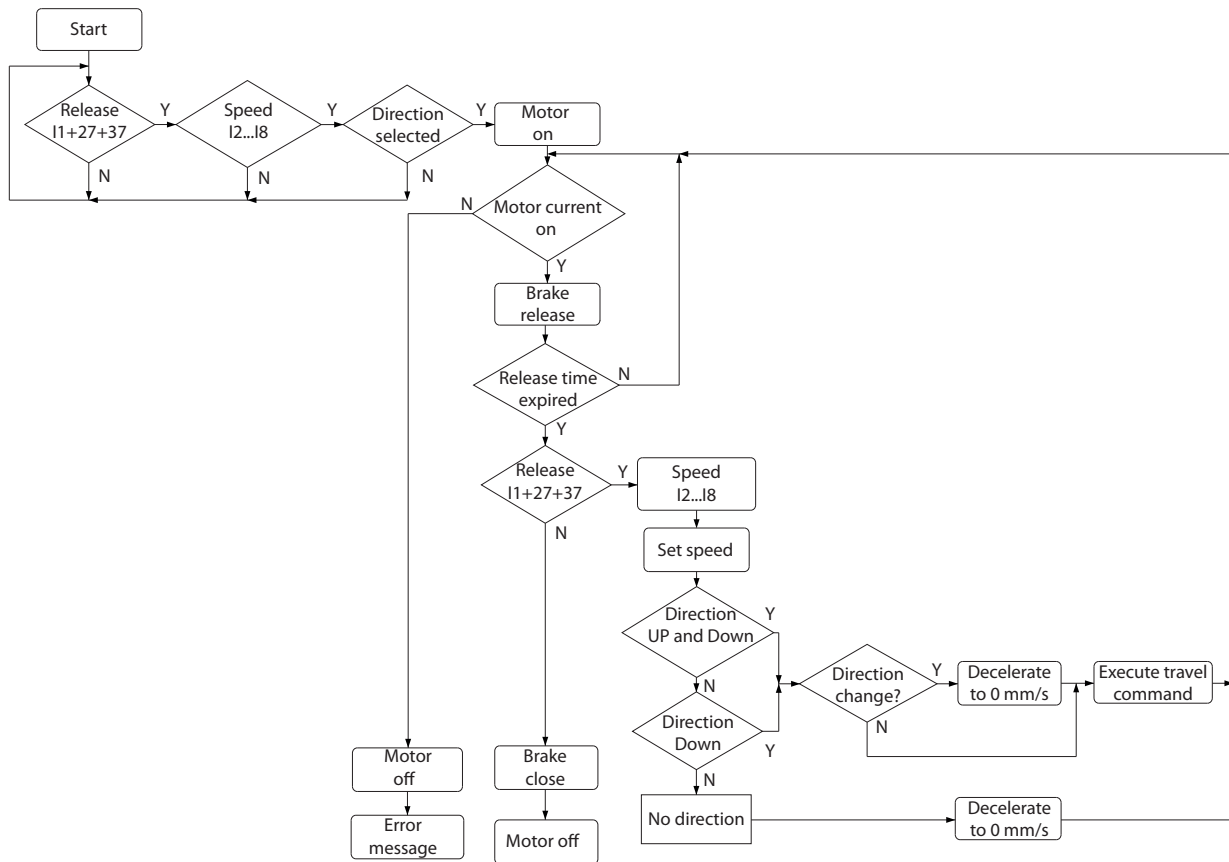 Start
Release
I1+27+37
Y
N
Speed
I2...I8
Y
N
Direction
selected
Y
N
Motor
on
Motor current
on
N
Y
Brake
release
Release time
expired
N
Y
Release
I1+27+37
Y
N
Speed
I2...I8
Set speed
Direction
UP and Down
Y
N
Direction
Down
Y
N
Direction
change?
Y
N
Decelerate
to 0 mm/s
Execute travel
command
Motor
off
Error
message
Brake
close
Motor off
No direction
Decelerate
to 0 mm/s